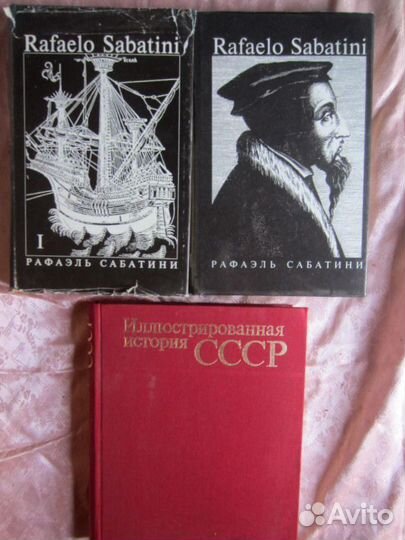 Rafaelo Sabatini
I
РАФАЭЛЬ САБАТИНИ
Rafaelo Sabatini
РАФАЭЛЬ САБАТИНИ
Иллюстрированная
история СССР
Avito